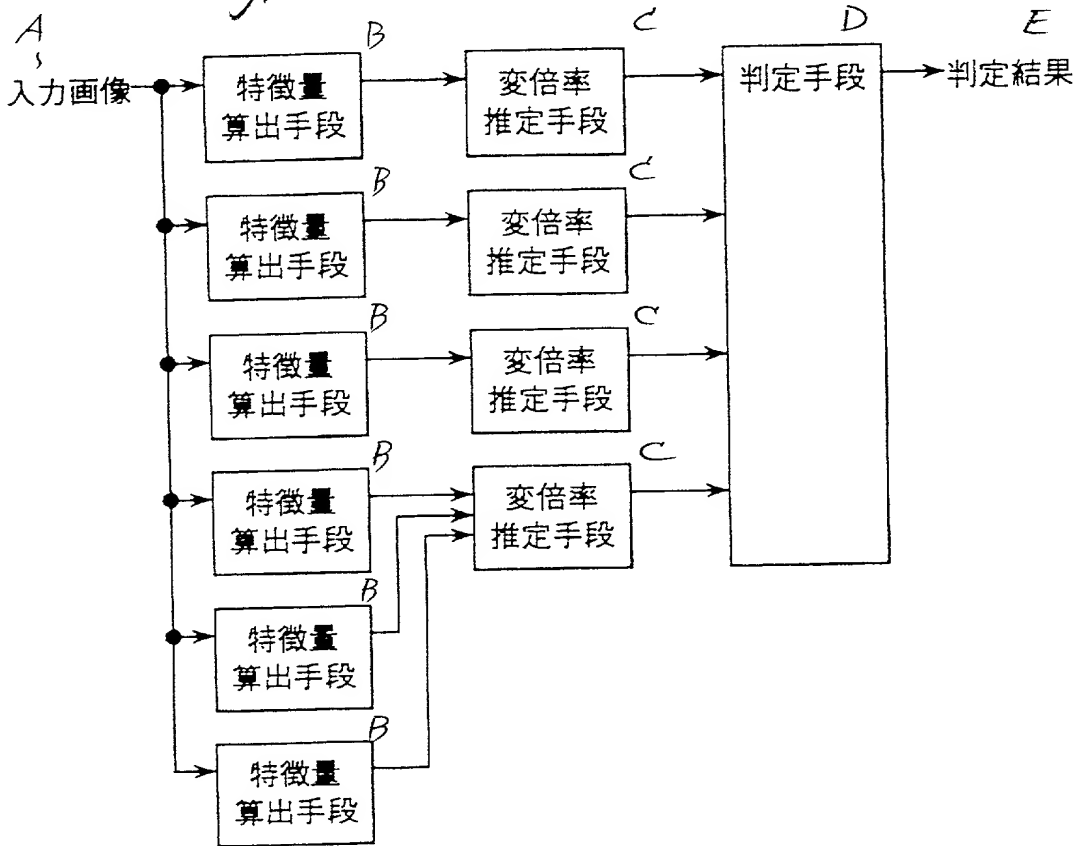 A
B
C
D
E
入力画像
特徴量
算出手段
変倍率
推定手段
判定手段
判定結果
B
C
特徴量
算出手段
変倍率
推定手段
B
C
特徴量
算出手段
変倍率
推定手段
B
C
特徴量
算出手段
変倍率
推定手段
B
特徴量
算出手段
B
特徴量
算出手段